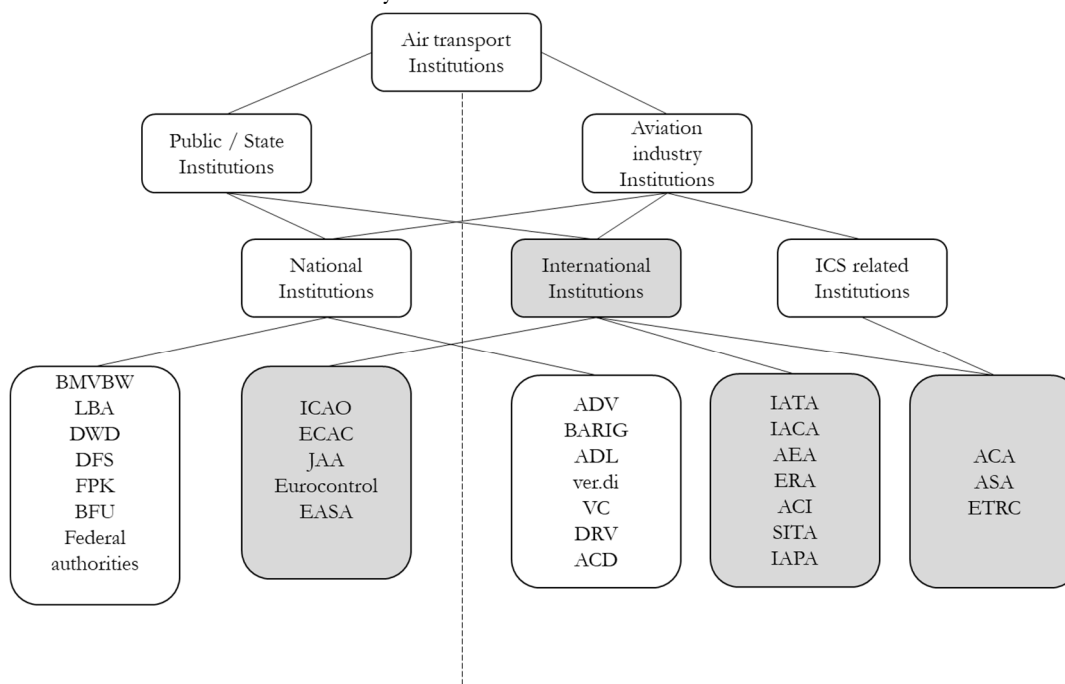 Air transport
Institutions
Public / State
Institutions
Aviation
industry
Institutions
National
Institutions
International
Institutions
ICS related
Institutions
BMVBW
LBA
DWD
DFS
FPK
BFU
Federal
authorities
ICAO
ECAC
JAA
Eurocontrol
EASA
ADV
BARIG
ADL
ver.di
VC
DRV
ACD
IATA
IACA
AEA
ERA
ACI
SITA
IAPA
ACA
ASA
ETRC